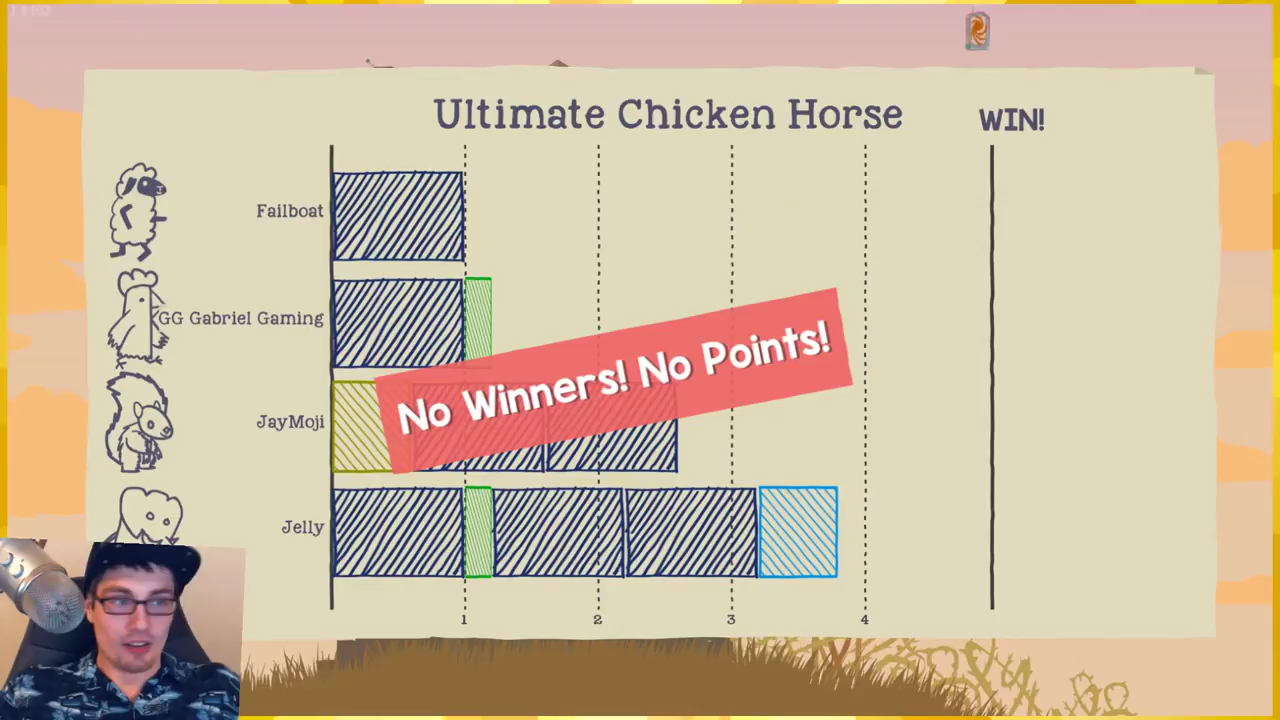 Ultimate Chicken Horse
WIN!
Failboat
GG Gabriel Gaming
No Winners! No Points!
JayMoji
Jelly
1 2 3 4